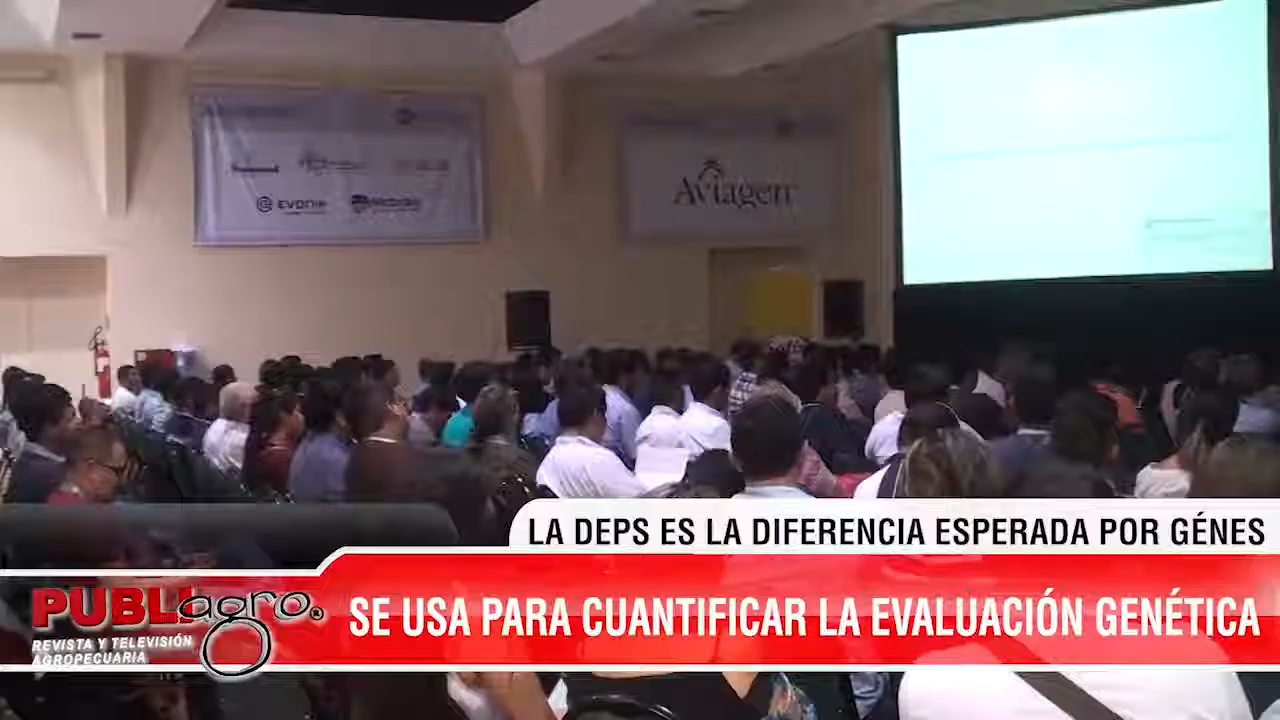 Aviagen
EVONIK
LA DEPS ES LA DIFERENCIA ESPERADA POR GÉNES
PUBLIagro.
REVISTA Y TELEVISIÓN
AGROPECUARIA
SE USA PARA CUANTIFICAR LA EVALUACIÓN GENÉTICA